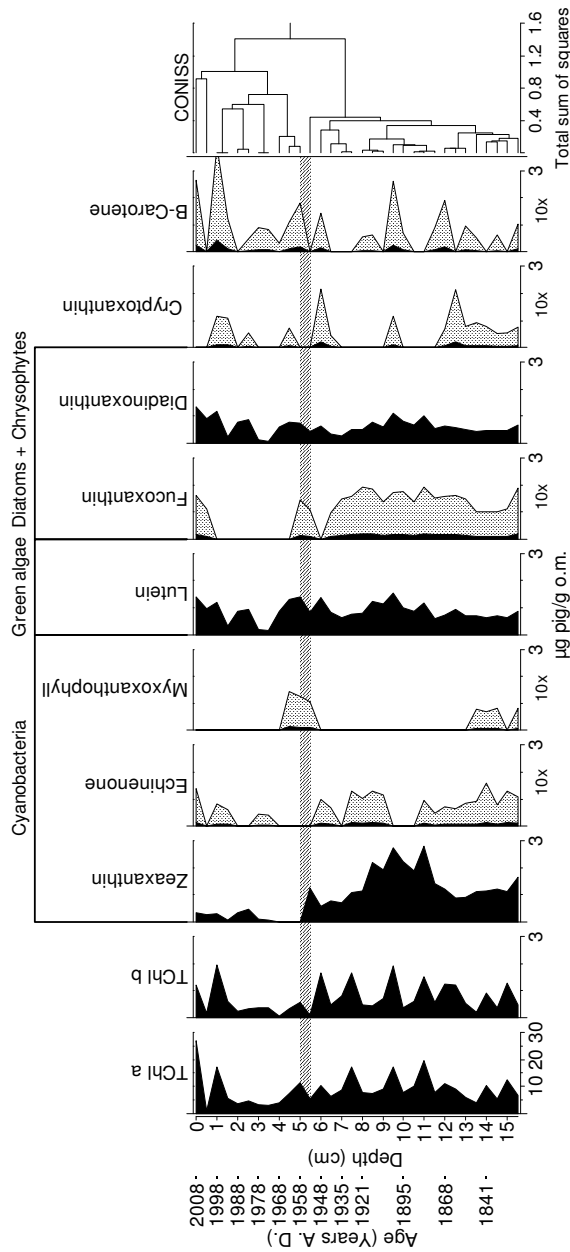 Cyanobacteria
Green algae
Diatoms + Chrysophytes
TChl a
TChl b
Zeaxanthin
Echinenone
Myxoxanthophyll
Lutein
Fucoxanthin
Diadinoxanthin
Cryptoxanthin
B-Carotene
CONISS
Age (Years A. D.)
2008-
1998-
1988-
1978-
1968-
1958-
1948-
1935-
1921-
1895-
1868-
1841-
Depth (cm)
0
1
2
3
4
5
6
7
8
9
10
11
12
13
14
15
10 20 30
3
3
10x 3
10x 3
3
10x 3
3
10x 3
10x 3
0.4 0.8 1.2 1.6
µg pig/g o.m.
Total sum of squares